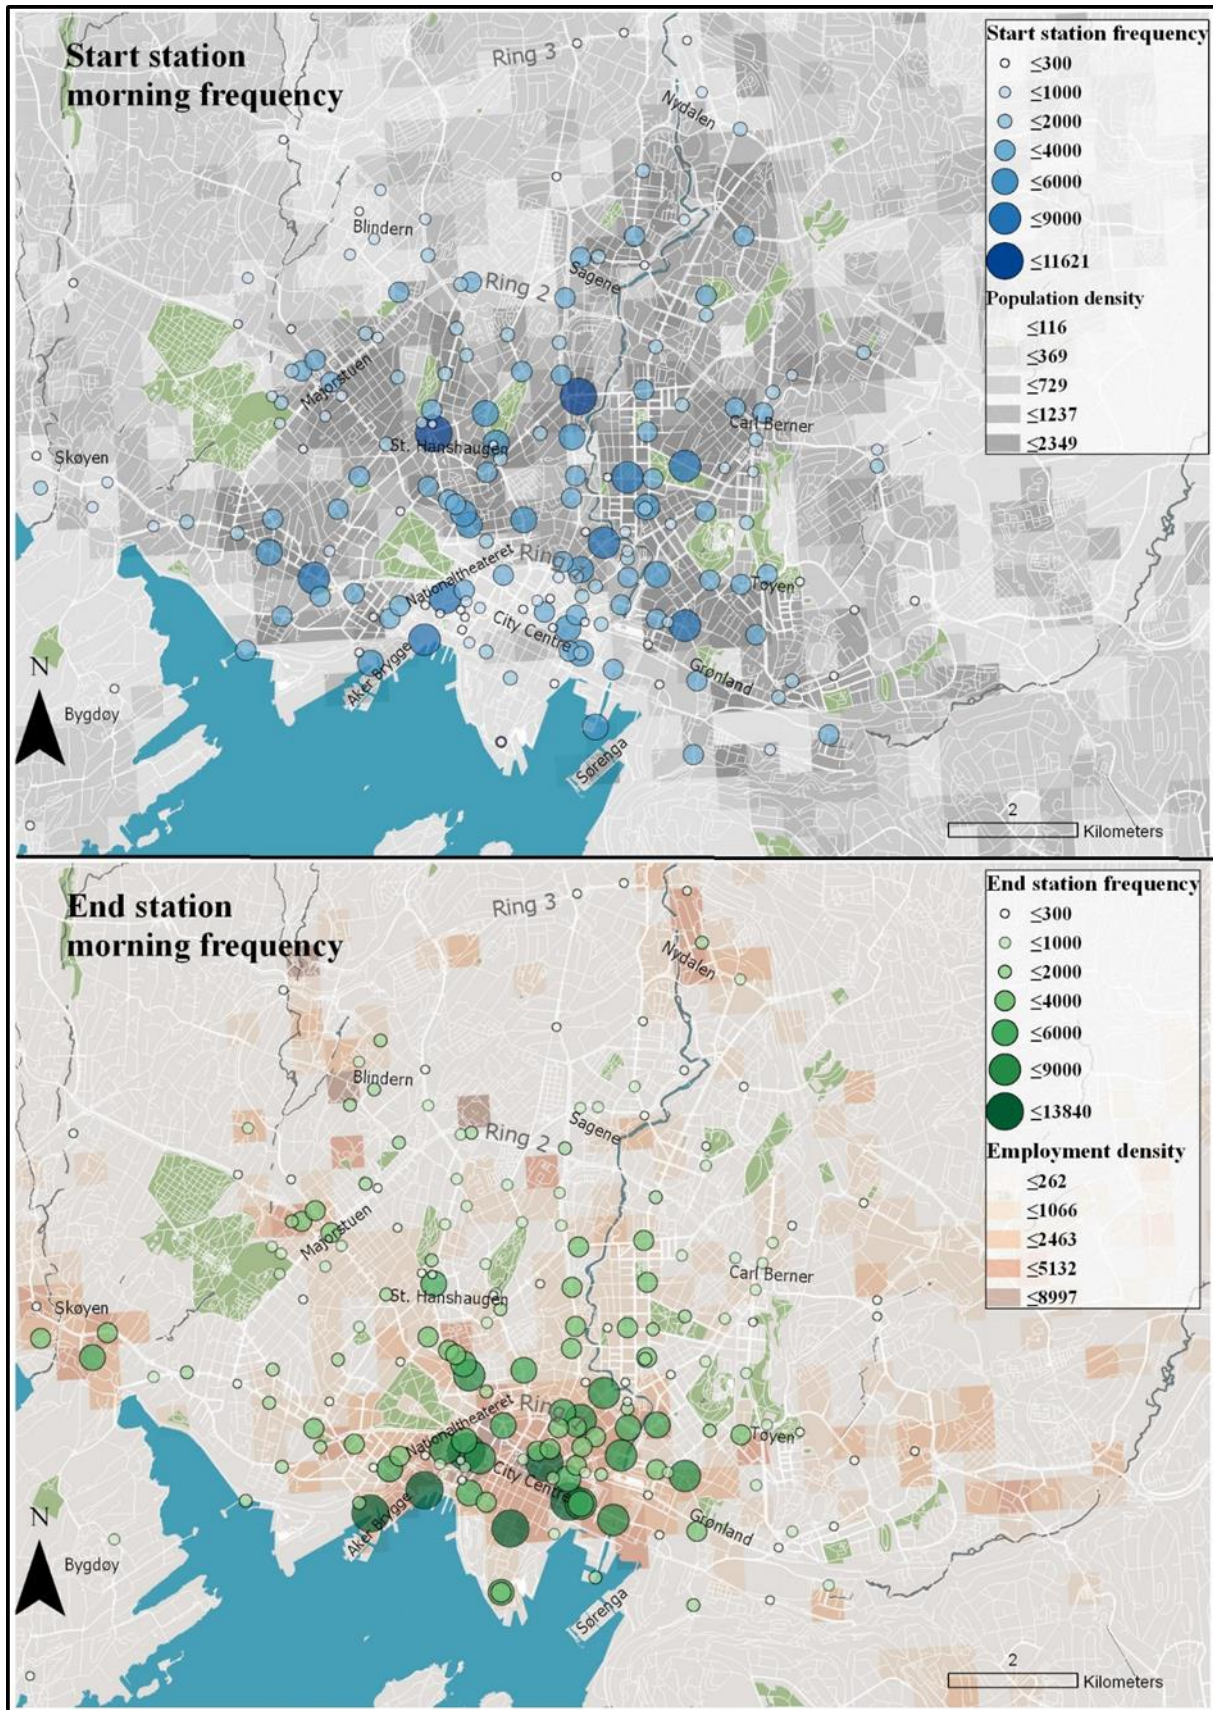 Start station
morning frequency
Ring 3
Nydalen
Blindern
Sagene
Ring 2
Majorstuen
St. Hanshaugen
Carl Berner
Skøyen
Nationaltheateret
Ring
Tøyen
City Centre
Aker Brygge
Grønland
Sørenga
Bygdøy
N
2
Kilometers
Start station frequency
≤300
≤1000
≤2000
≤4000
≤6000
≤9000
≤11621
Population density
≤116
≤369
≤729
≤1237
≤2349
End station
morning frequency
Ring 3
Nydalen
Blindern
Sagene
Ring 2
Majorstuen
St. Hanshaugen
Carl Berner
Skøyen
Nationaltheateret
Ring
Tøyen
City Centre
Aker Brygge
Grønland
Sørenga
Bygdøy
N
2
Kilometers
End station frequency
≤300
≤1000
≤2000
≤4000
≤6000
≤9000
≤13840
Employment density
≤262
≤1066
≤2463
≤5132
≤8997